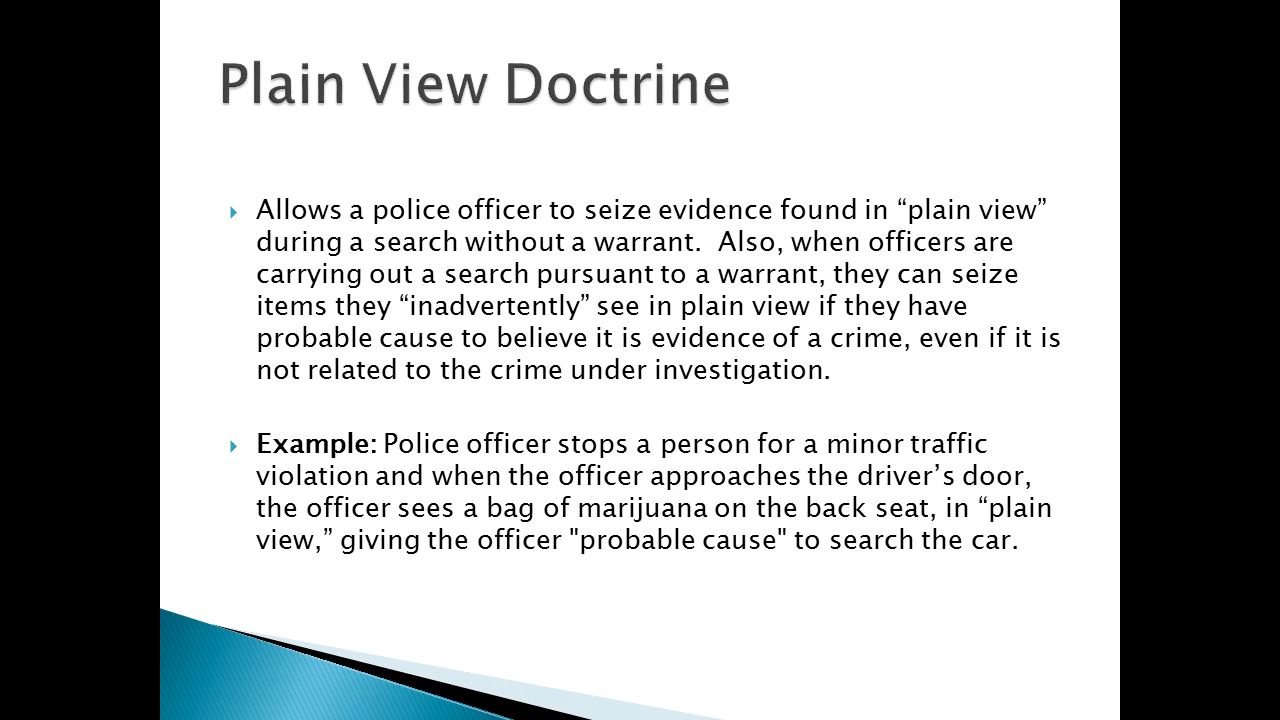 Plain View Doctrine
Allows a police officer to seize evidence found in “plain view”
during a search without a warrant.  Also, when officers are
carrying out a search pursuant to a warrant, they can seize
items they “inadvertently” see in plain view if they have
probable cause to believe it is evidence of a crime, even if it is
not related to the crime under investigation.
Example: Police officer stops a person for a minor traffic
violation and when the officer approaches the driver’s door,
the officer sees a bag of marijuana on the back seat, in “plain
view,” giving the officer "probable cause" to search the car.